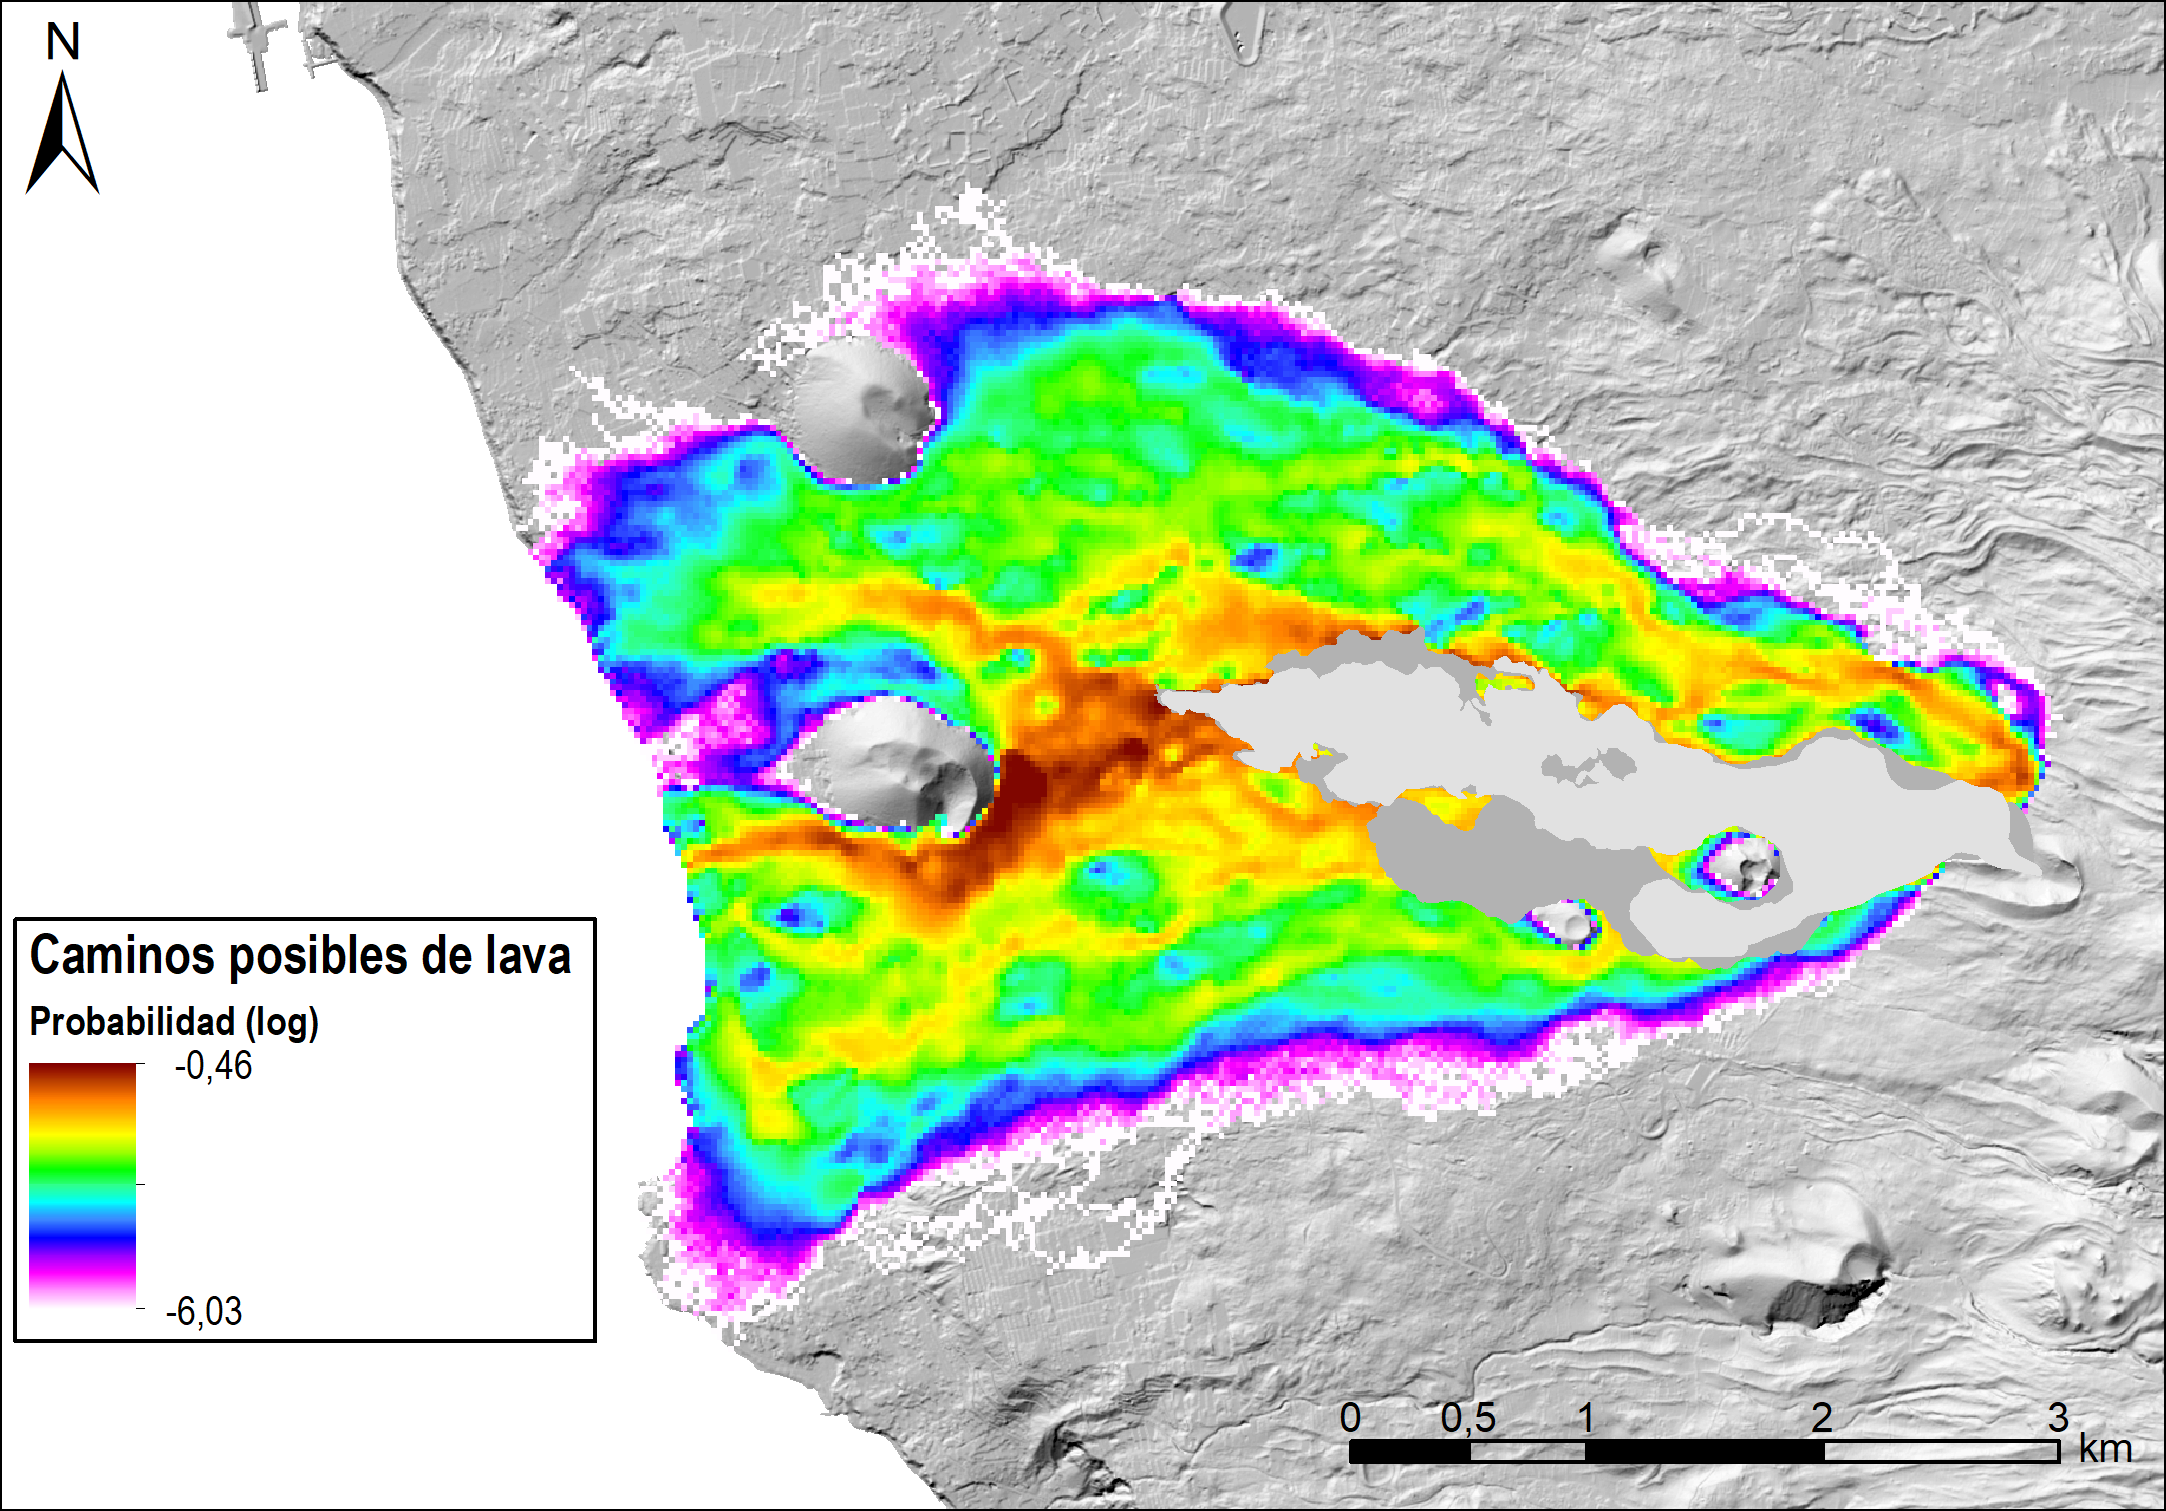 N
Caminos posibles de lava
Probabilidad (log)
-0,46
-6,03
0 0,5 1 2 3
km